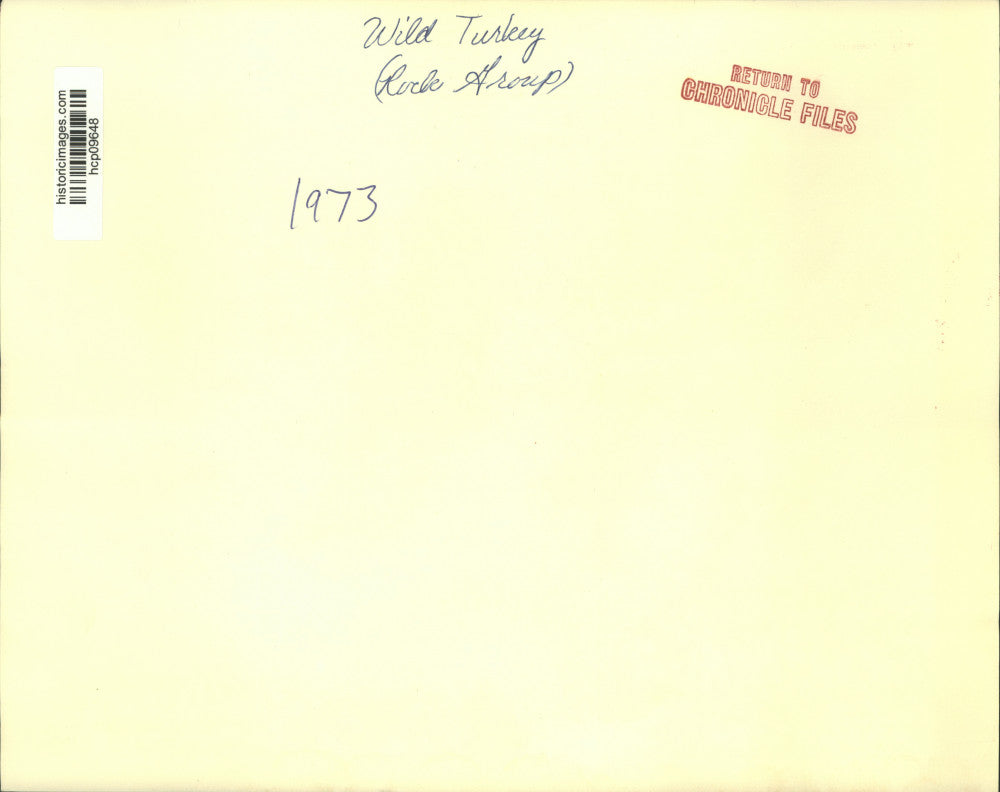 Wild Turkey
(Rock Group)
RETURN TO
CHRONICLE FILES
historicimages.com
hcp09648
1973